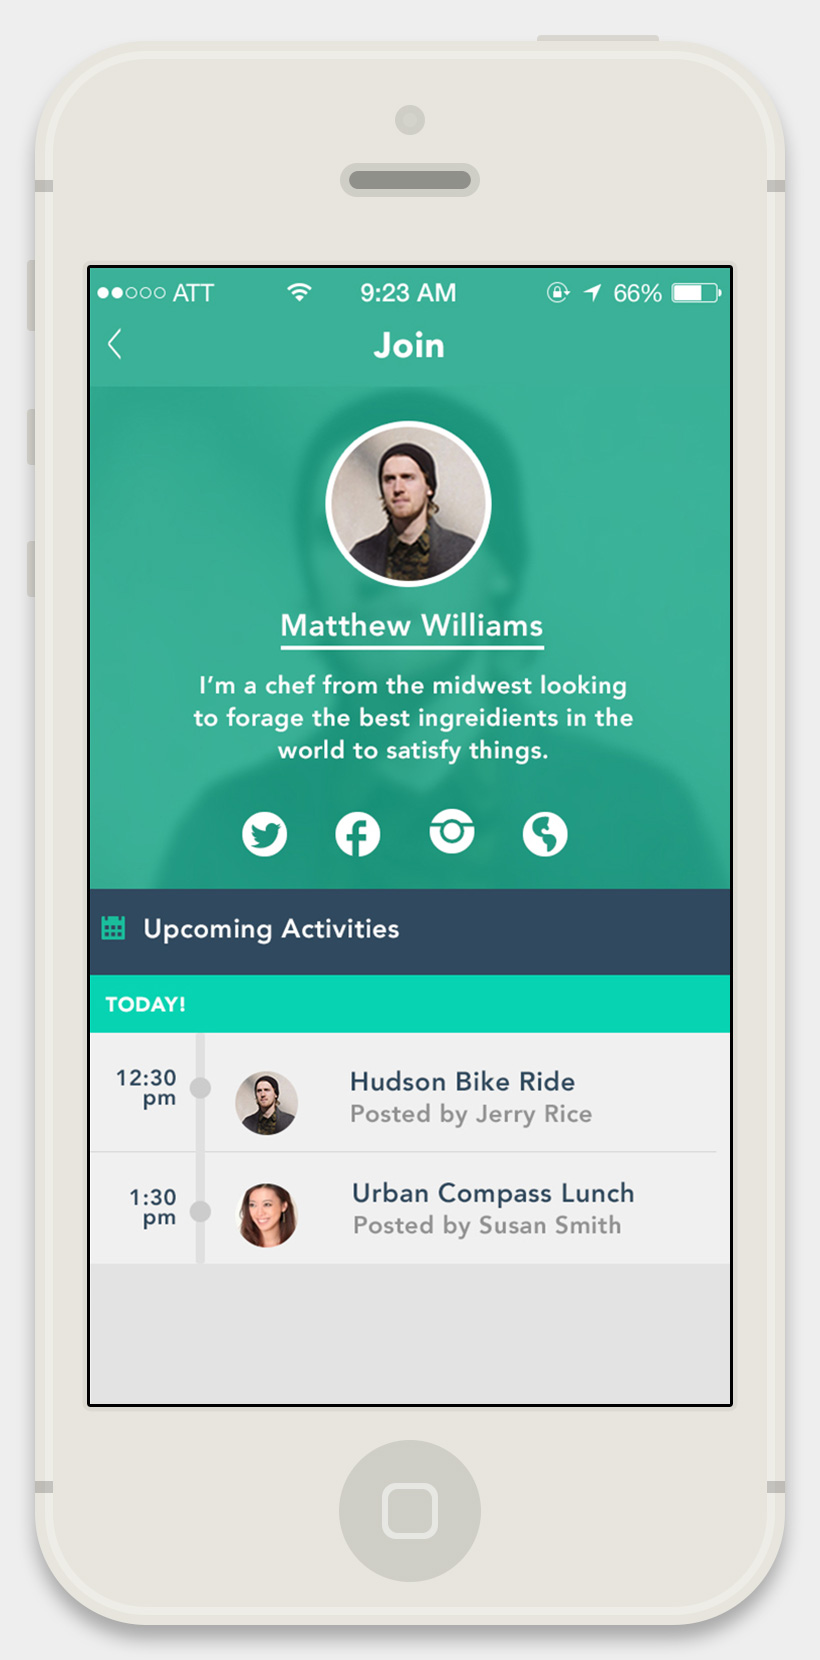 ATT 9:23 AM 66%
Join
Matthew Williams
I'm a chef from the midwest looking
to forage the best ingreidients in the
world to satisfy things.
Upcoming Activities
TODAY!
12:30
pm
Hudson Bike Ride
Posted by Jerry Rice
1:30
pm
Urban Compass Lunch
Posted by Susan Smith